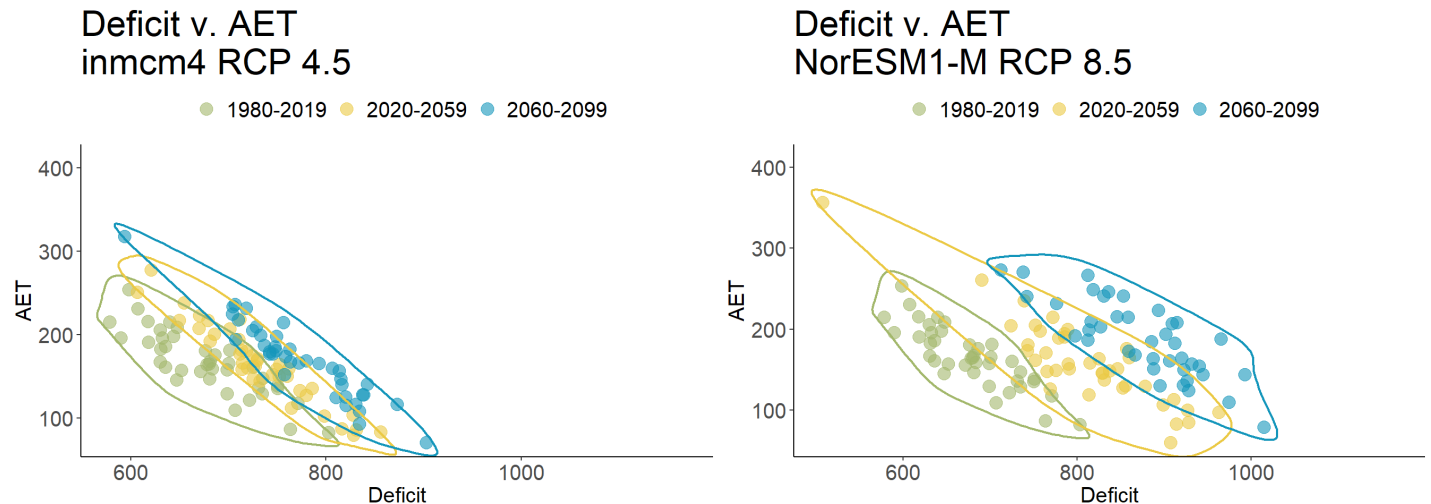 Deficit v. AET
inmcm4 RCP 4.5
1980-2019 2020-2059 2060-2099
400
300
200
100
AET
600 800 1000
Deficit
Deficit v. AET
NorESM1-M RCP 8.5
1980-2019 2020-2059 2060-2099
400
300
200
100
AET
600 800 1000
Deficit